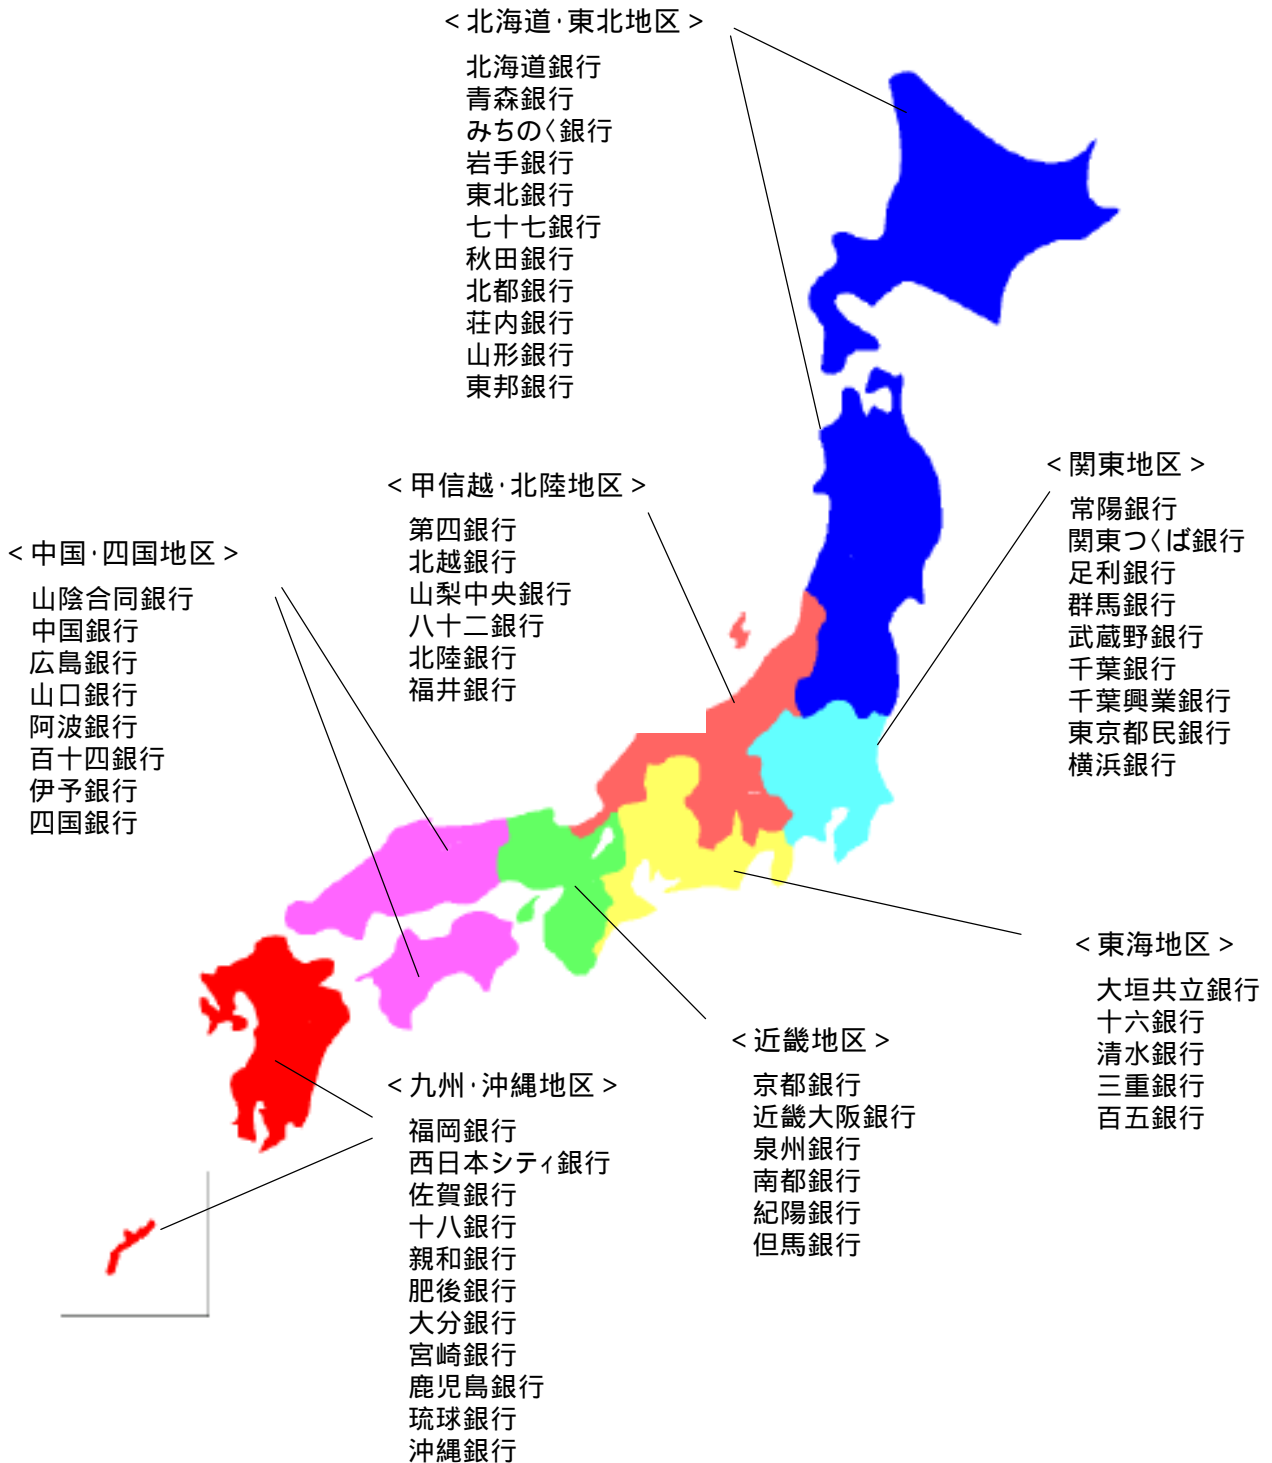 <北海道・東北地区>
北海道銀行
青森銀行
みちのく銀行
岩手銀行
東北銀行
七十七銀行
秋田銀行
北都銀行
荘内銀行
山形銀行
東邦銀行
<甲信越・北陸地区>
第四銀行
北越銀行
山梨中央銀行
八十二銀行
北陸銀行
福井銀行
<関東地区>
常陽銀行
関東つくば銀行
足利銀行
群馬銀行
武蔵野銀行
千葉銀行
千葉興業銀行
東京都民銀行
横浜銀行
<中国・四国地区>
山陰合同銀行
中国銀行
広島銀行
山口銀行
阿波銀行
百十四銀行
伊予銀行
四国銀行
<東海地区>
大垣共立銀行
十六銀行
清水銀行
三重銀行
百五銀行
<近畿地区>
京都銀行
近畿大阪銀行
泉州銀行
南都銀行
紀陽銀行
但馬銀行
<九州・沖縄地区>
福岡銀行
西日本シティ銀行
佐賀銀行
十八銀行
親和銀行
肥後銀行
大分銀行
宮崎銀行
鹿児島銀行
琉球銀行
沖縄銀行